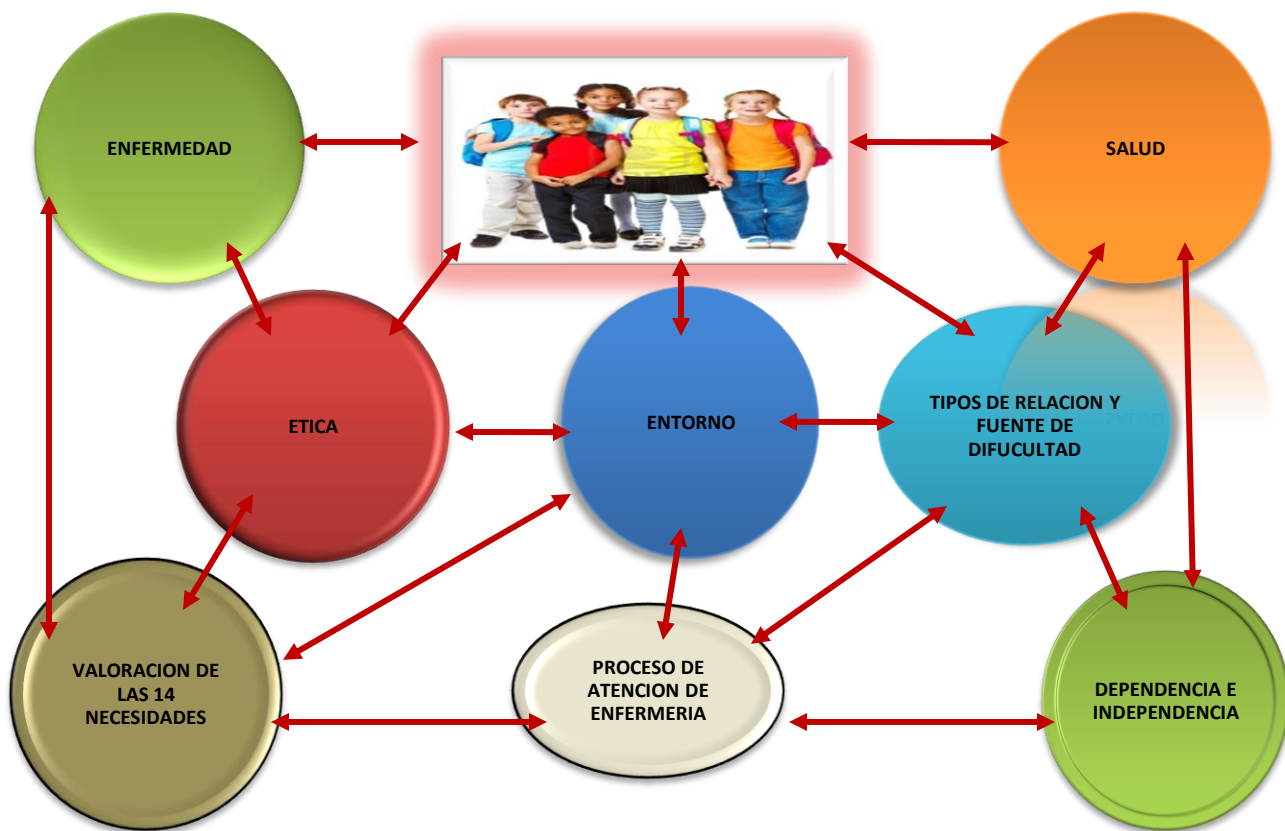 ENFERMEDAD
SALUD
ETICA
ENTORNO
TIPOS DE RELACION Y
FUENTE DE
DIFUCULTAD
VALORACION DE
LAS 14
NECESIDADES
PROCESO DE
ATENCION DE
ENFERMERIA
DEPENDENCIA E
INDEPENDENCIA